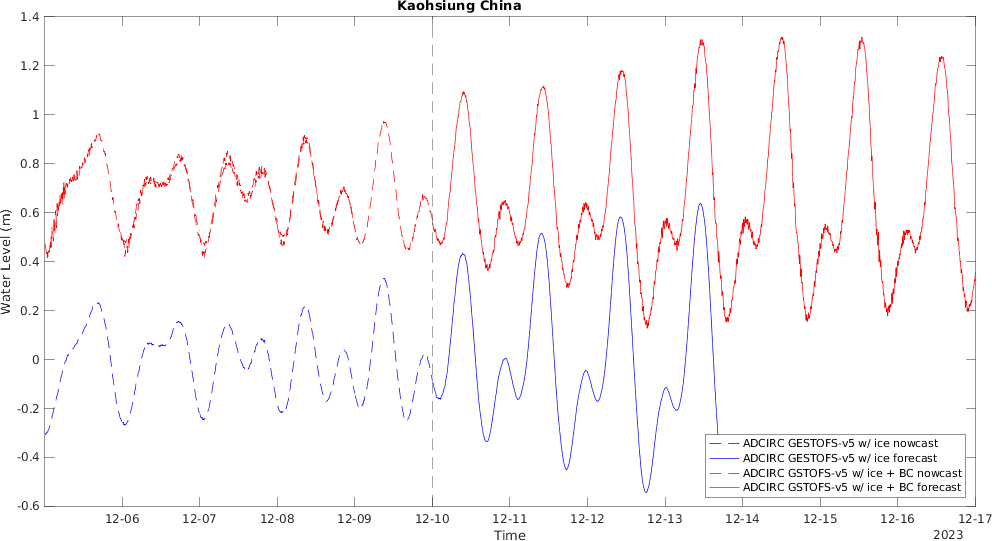 Kaohsiung China
1.4
1.2
1
0.8
0.6
0.4
0.2
0
-0.2
-0.4
-0.6
Water Level (m)
ADCIRC GESTOFS-v5 w/ ice nowcast
ADCIRC GESTOFS-v5 w/ ice forecast
ADCIRC GSTOFS-v5 w/ ice + BC nowcast
ADCIRC GSTOFS-v5 w/ ice + BC forecast
12-06 12-07 12-08 12-09 12-10 12-11 12-12 12-13 12-14 12-15 12-16 12-17
Time
2023